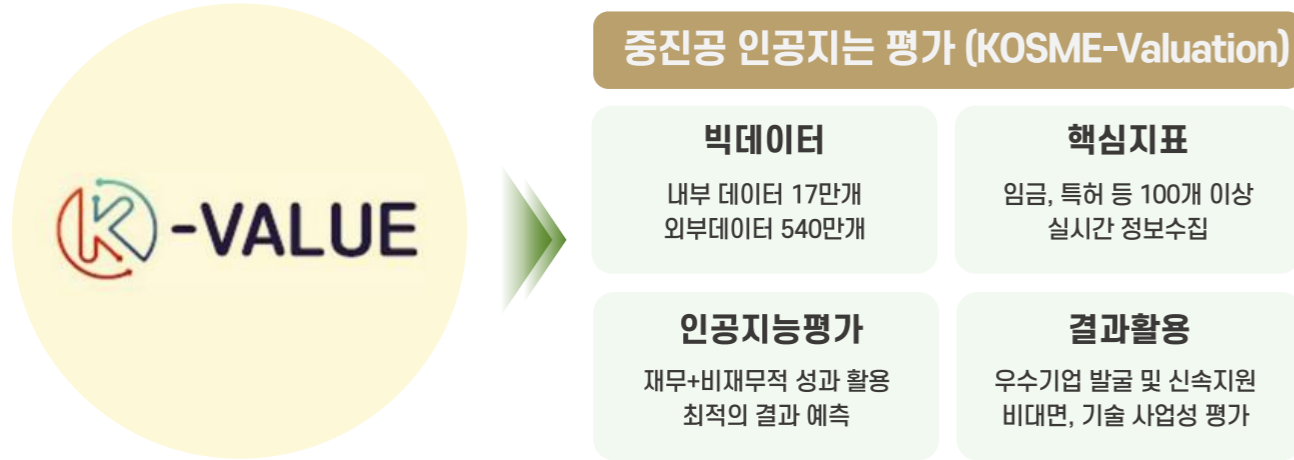 K-VALUE
중진공 인공지는 평가 (KOSME-Valuation)
빅데이터
내부 데이터 17만개
외부데이터 540만개
핵심지표
임금, 특허 등 100개 이상
실시간 정보수집
인공지능평가
재무+비재무적 성과 활용
최적의 결과 예측
결과활용
우수기업 발굴 및 신속지원
비대면, 기술 사업성 평가